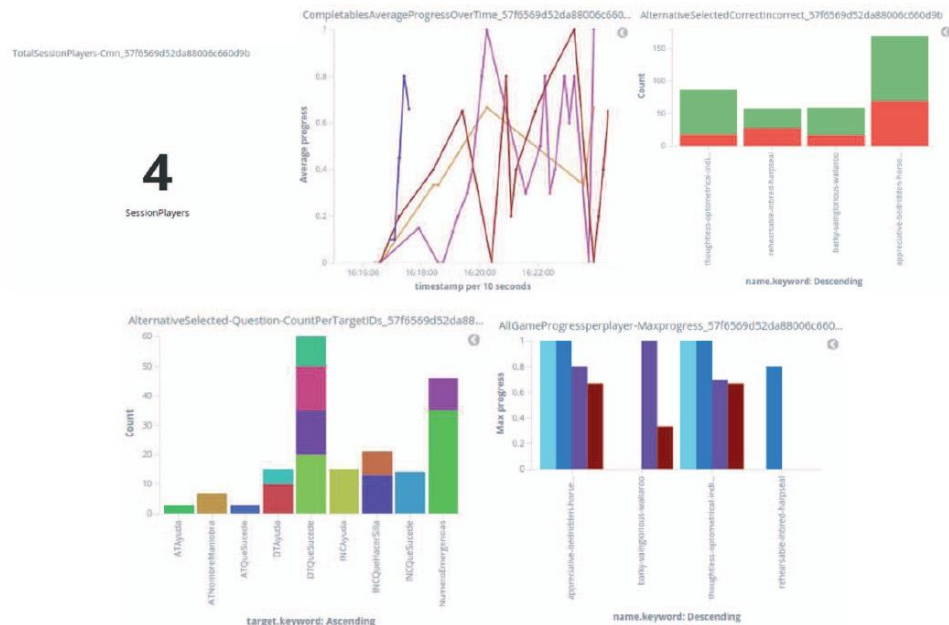 TotalSessionPlayers-Cmn_57f6569d52da88006c660d9b
4
SessionPlayers
CompletablesAverageProgressOverTime_57f6569d52da88006c660...
Average progress
1
0.8
0.6
0.4
0.2
0
16:16:00
16:18:00
16:20:00
16:22:00
timestamp per 10 seconds
AlternativeSelectedCorrectIncorrect_57f6569d52da88006c660d9b
Count
150
100
50
0
thoughtless-optometrical-indi...
rehearsable-inbred-harpseal
barky-vainglorious-wallaroo
appreciative-bedridden-horse...
name.keyword: Descending
AlternativeSelected-Question-CountPerTargetIDs_57f6569d52da88...
Count
60
50
40
30
20
10
0
ATAyuda
ATNombreManiobra
ATQueSucede
DTAyuda
DTQueSucede
INCAyuda
INCQueHacerSilla
INCQueSucede
NumeroEmergencias
target.keyword: Ascending
AllGameProgressperplayer-Maxprogress_57f6569d52da88006c660...
Max progress
1
0.8
0.6
0.4
0.2
0
appreciative-bedridden-horse...
barky-vainglorious-wallaroo
thoughtless-optometrical-indi...
rehearsable-inbred-harpseal
name.keyword: Descending